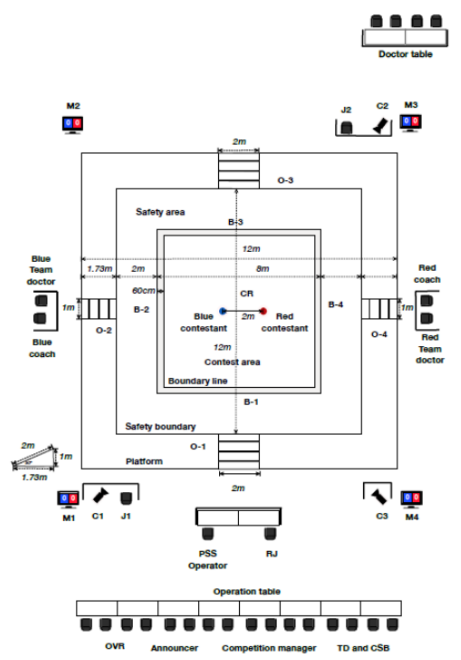 Doctor table
M2
J2
C2
M3
2m
O-3
Safety area
B-3
12m
Blue
Team
doctor
1.73m
2m
8m
Red
coach
60cm
CR
B-4
1m
B-2
Blue
contestant
2m
Red
contestant
1m
O-2
O-4
Blue
coach
12m
Red
Team
doctor
Contest area
Boundary line
B-1
Safety boundary
O-1
2m
1m
1.73m
Platform
2m
M1
C1
J1
C3
M4
PSS
Operator
RJ
Operation table
OVR
Announcer
Competition manager
TD and CSB